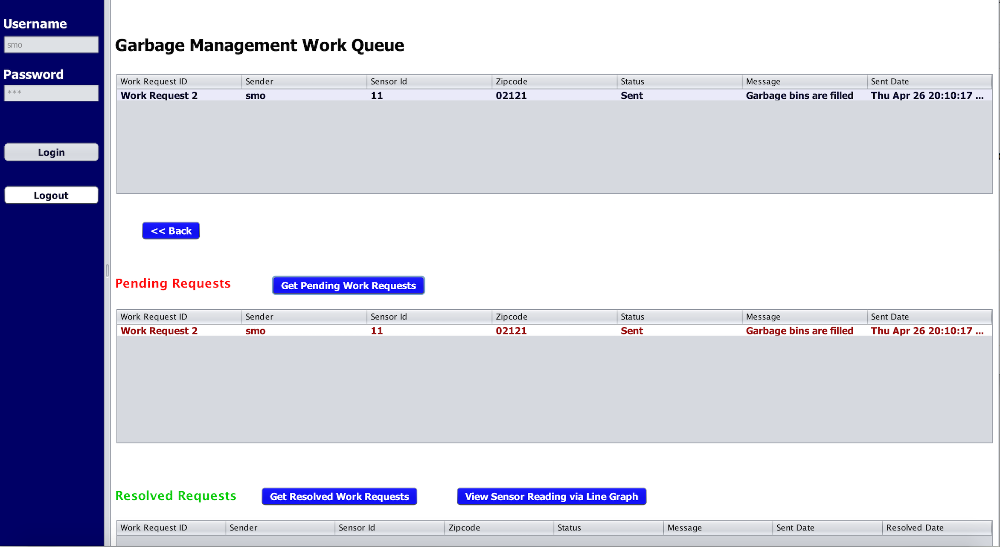 Username
smo
Password
***
Login
Logout
Garbage Management Work Queue
Work Request ID Sender Sensor Id Zipcode Status Message Sent Date
Work Request 2 smo 11 02121 Sent Garbage bins are filled Thu Apr 26 20:10:17 ...
<< Back
Pending Requests Get Pending Work Requests
Work Request ID Sender Sensor Id Zipcode Status Message Sent Date
Work Request 2 smo 11 02121 Sent Garbage bins are filled Thu Apr 26 20:10:17 ...
Resolved Requests Get Resolved Work Requests View Sensor Reading via Line Graph
Work Request ID Sender Sensor Id Zipcode Status Message Sent Date Resolved Date